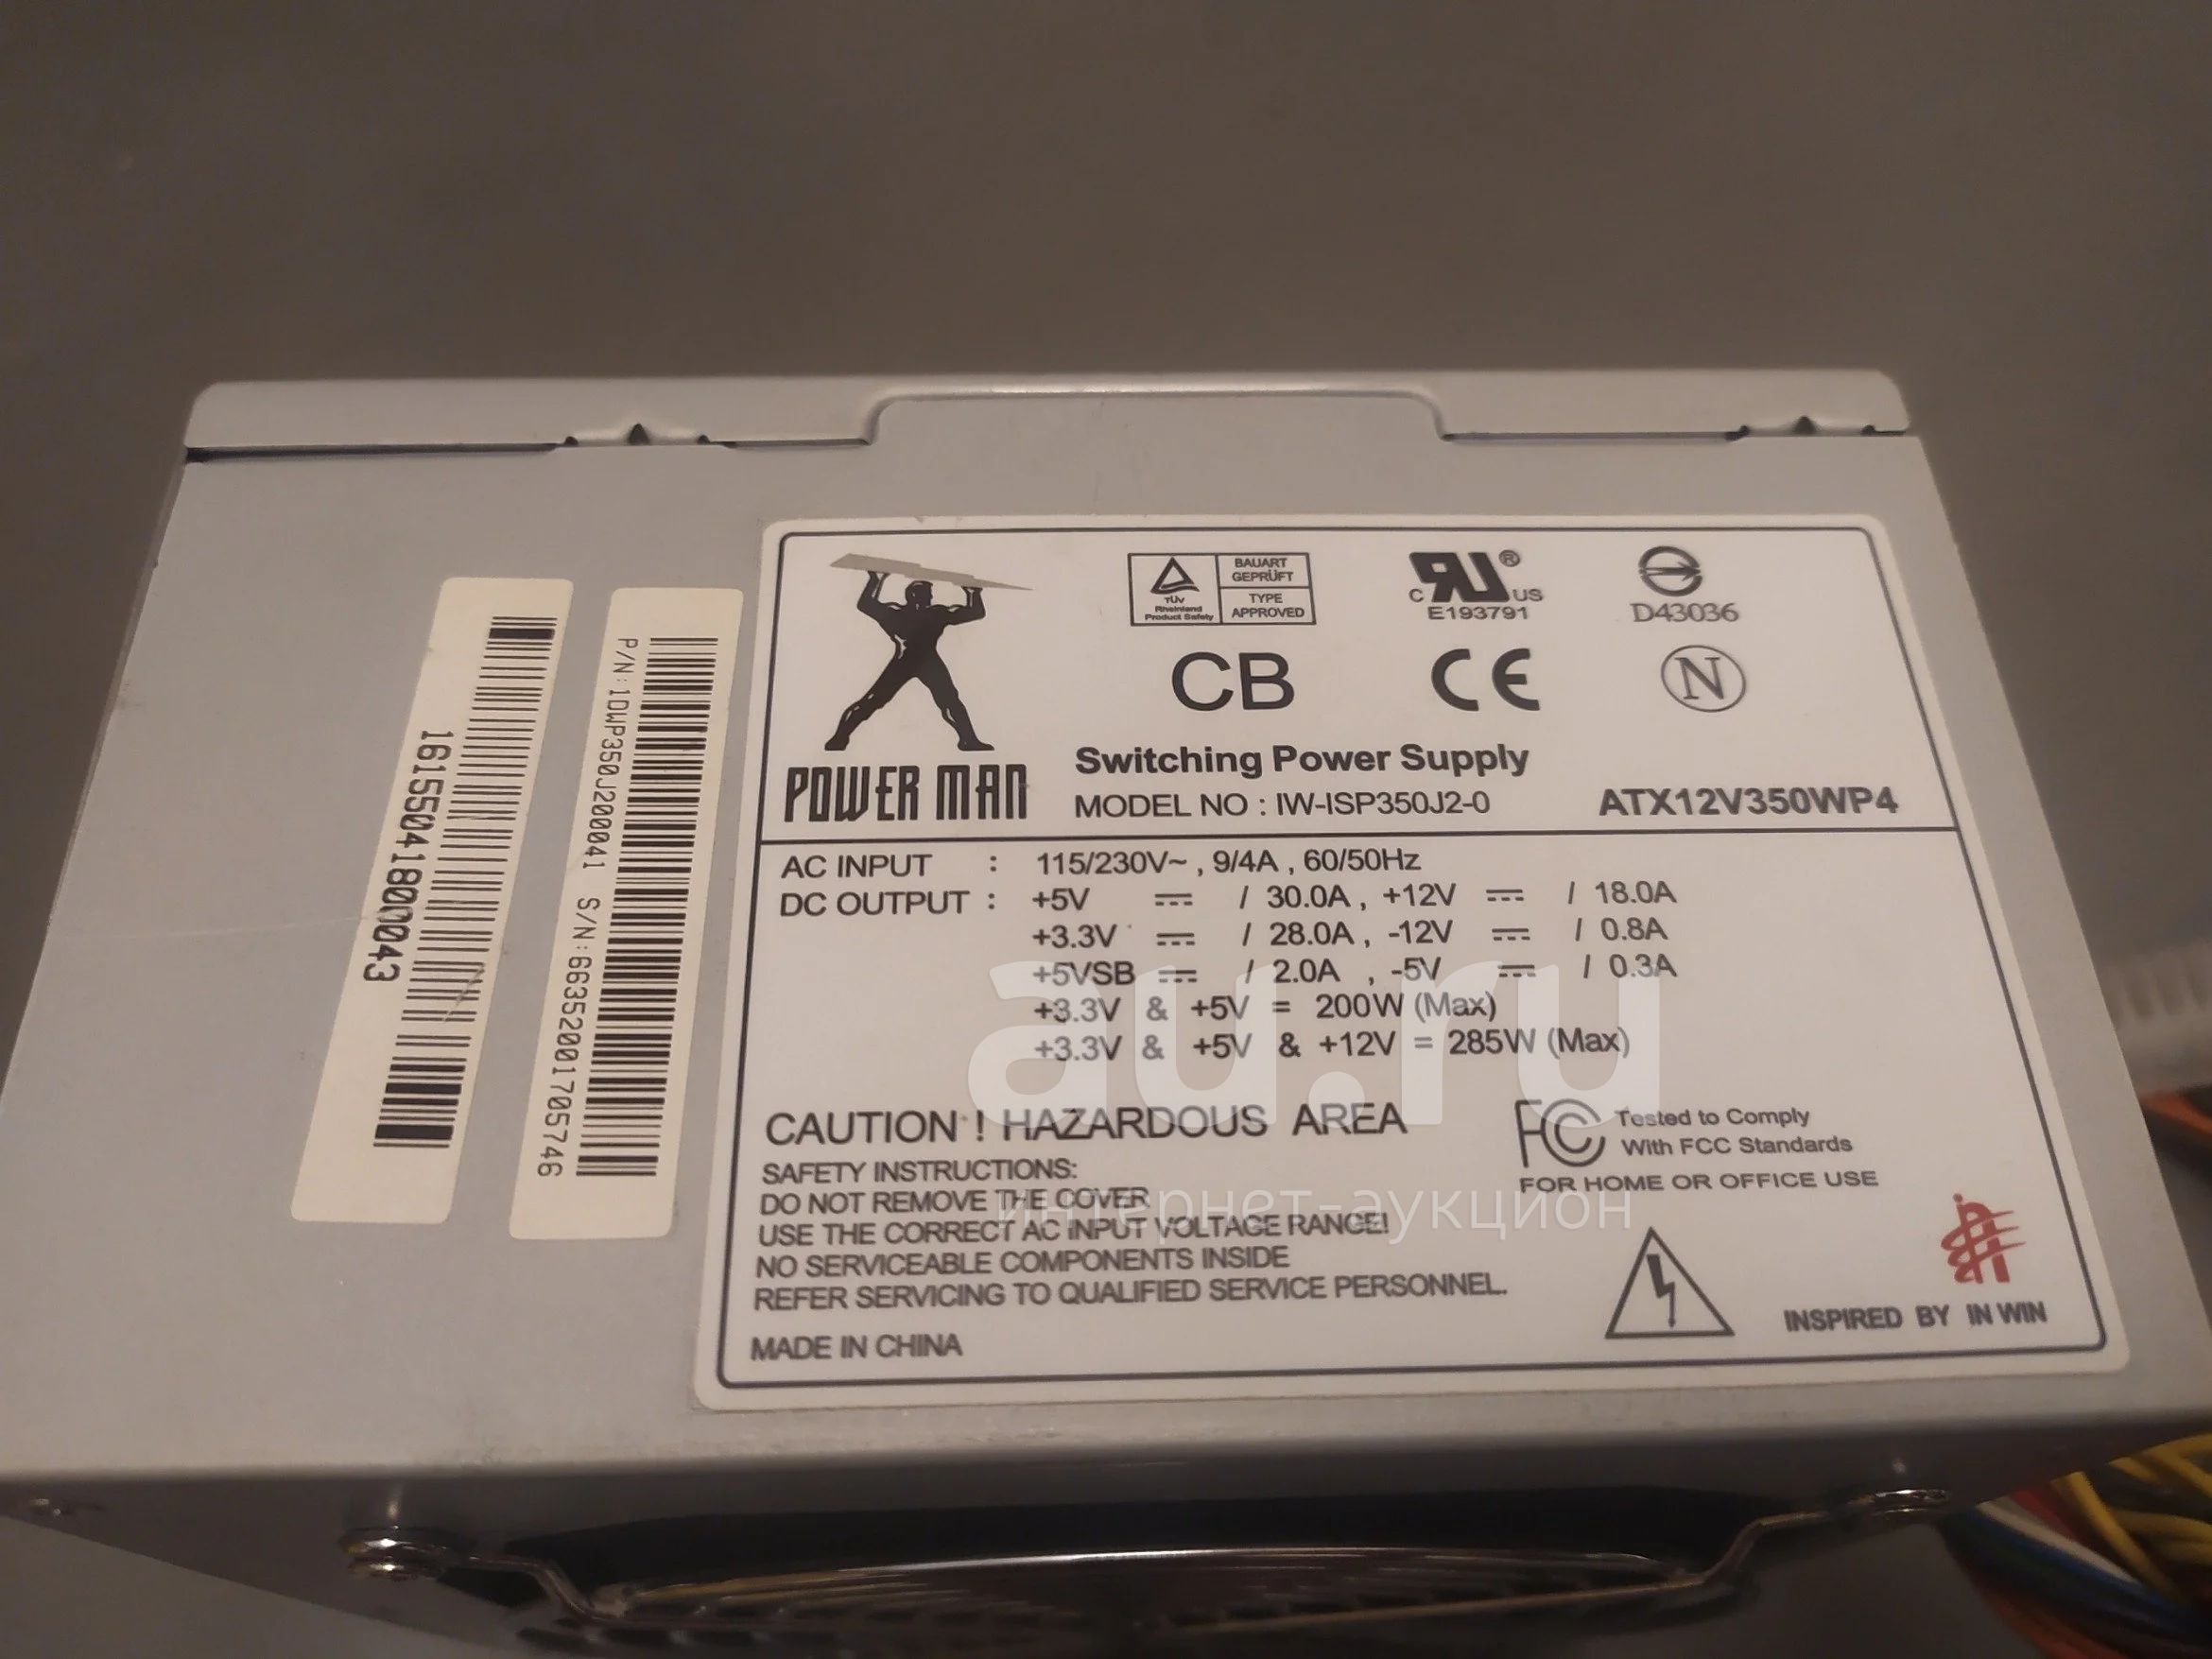 16155041800043
P/N:1DWP350J200041 S/N:66352001705746
TÜV
Rheinland
Product Safety
BAUART
GEPRÜFT
TYPE
APPROVED
C RU ® US
E193791
D43036
CB
CE
N
POWER MAN
Switching Power Supply
MODEL NO : IW-ISP350J2-0
ATX12V350WP4
AC INPUT : 115/230V~ , 9/4A , 60/50Hz
DC OUTPUT : +5V / 30.0A , +12V / 18.0A
+3.3V / 28.0A , -12V / 0.8A
+5VSB / 2.0A , -5V / 0.3A
+3.3V & +5V = 200W (Max)
+3.3V & +5V & +12V = 285W (Max)
au.ru
интернет-аукцион
CAUTION ! HAZARDOUS AREA
SAFETY INSTRUCTIONS:
DO NOT REMOVE THE COVER
USE THE CORRECT AC INPUT VOLTAGE RANGE!
NO SERVICEABLE COMPONENTS INSIDE
REFER SERVICING TO QUALIFIED SERVICE PERSONNEL.
MADE IN CHINA
FC Tested to Comply
With FCC Standards
FOR HOME OR OFFICE USE
INSPIRED BY IN WIN